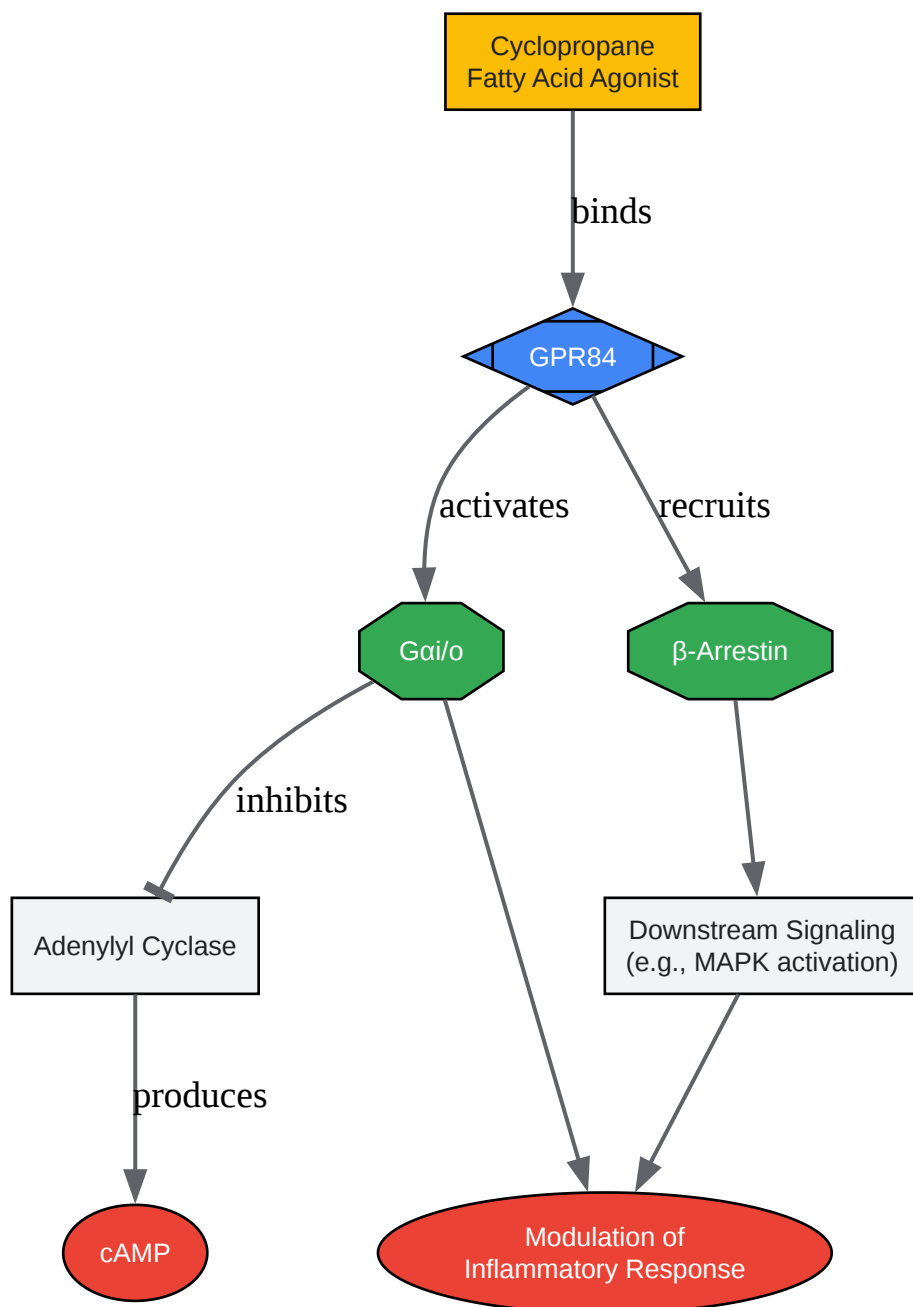 Cyclopropane
Fatty Acid Agonist
binds
GPR84
activates
recruits
Gαi/o
β-Arrestin
inhibits
Adenylyl Cyclase
Downstream Signaling
(e.g., MAPK activation)
produces
cAMP
Modulation of
Inflammatory Response